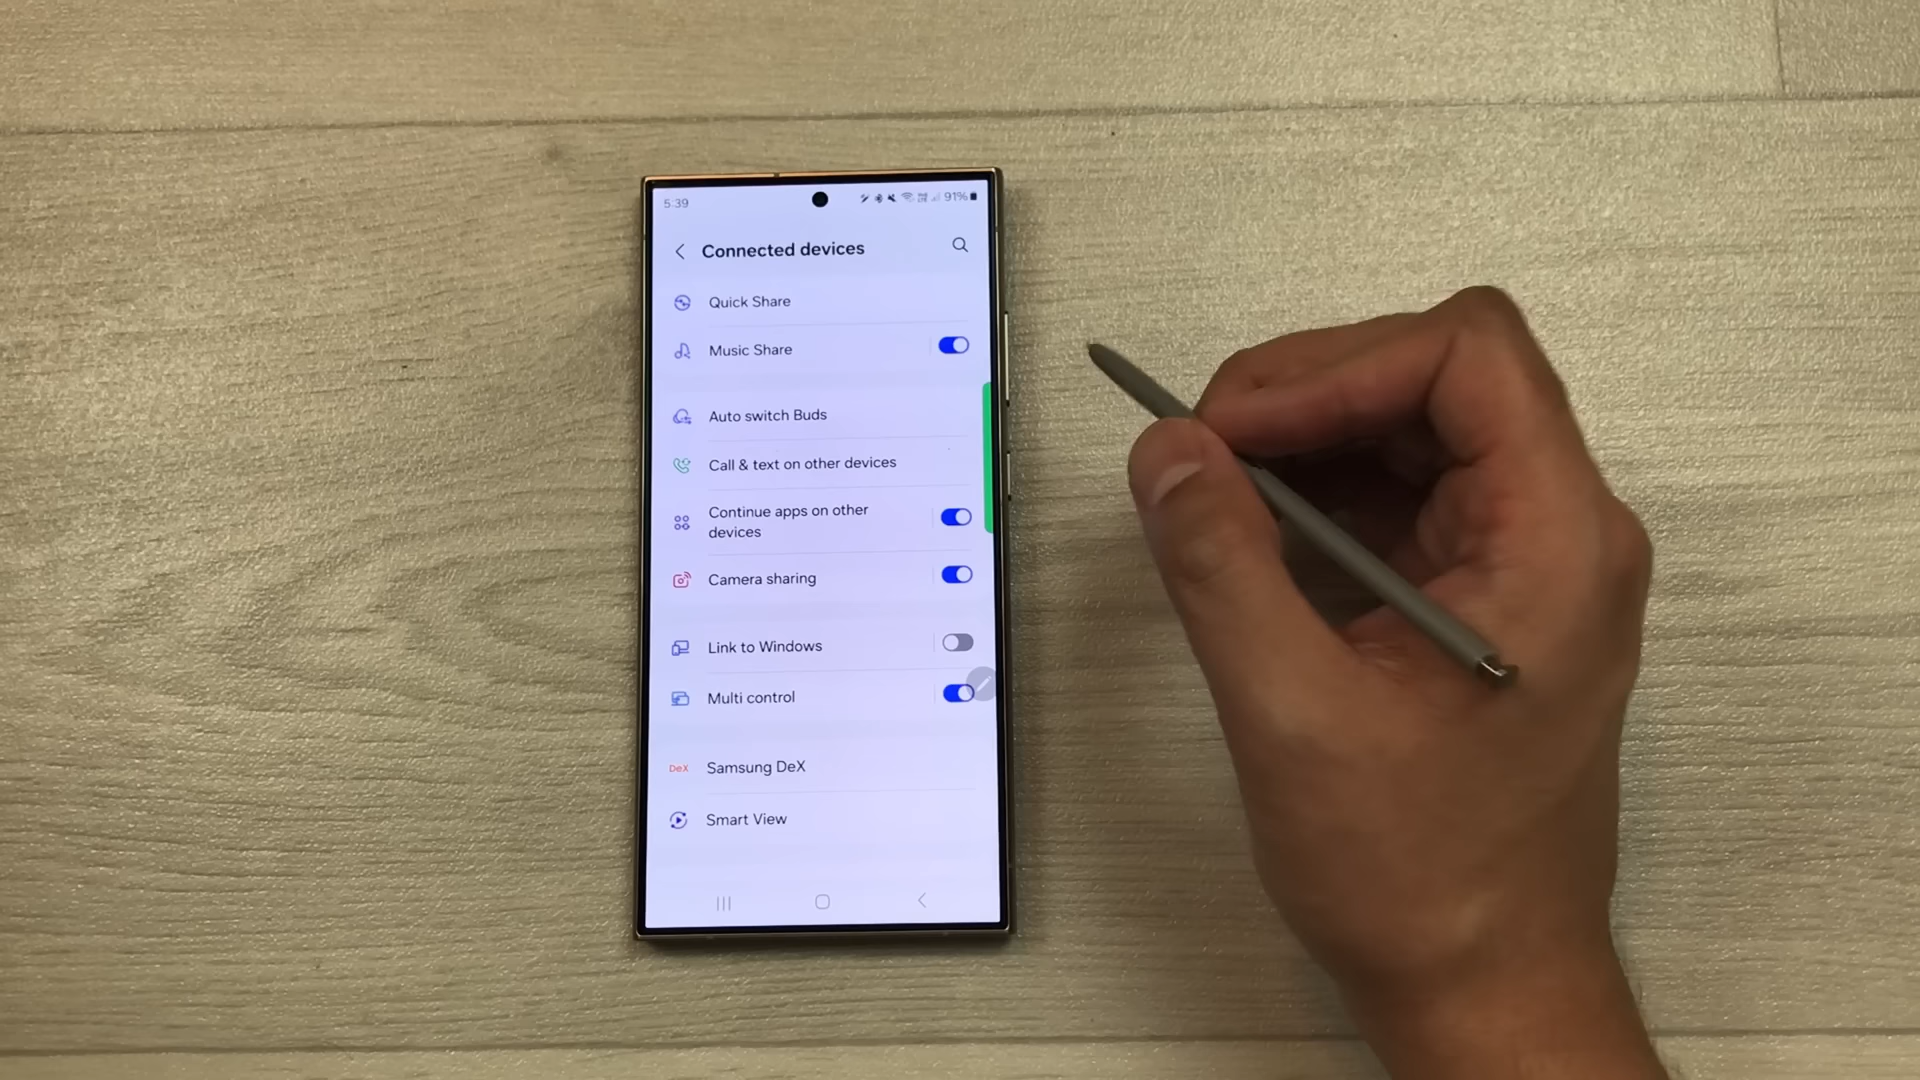 5:39
91%
Connected devices
Quick Share
Music Share
Auto switch Buds
Call & text on other devices
Continue apps on other
devices
Camera sharing
Link to Windows
Multi control
DeX Samsung DeX
Smart View